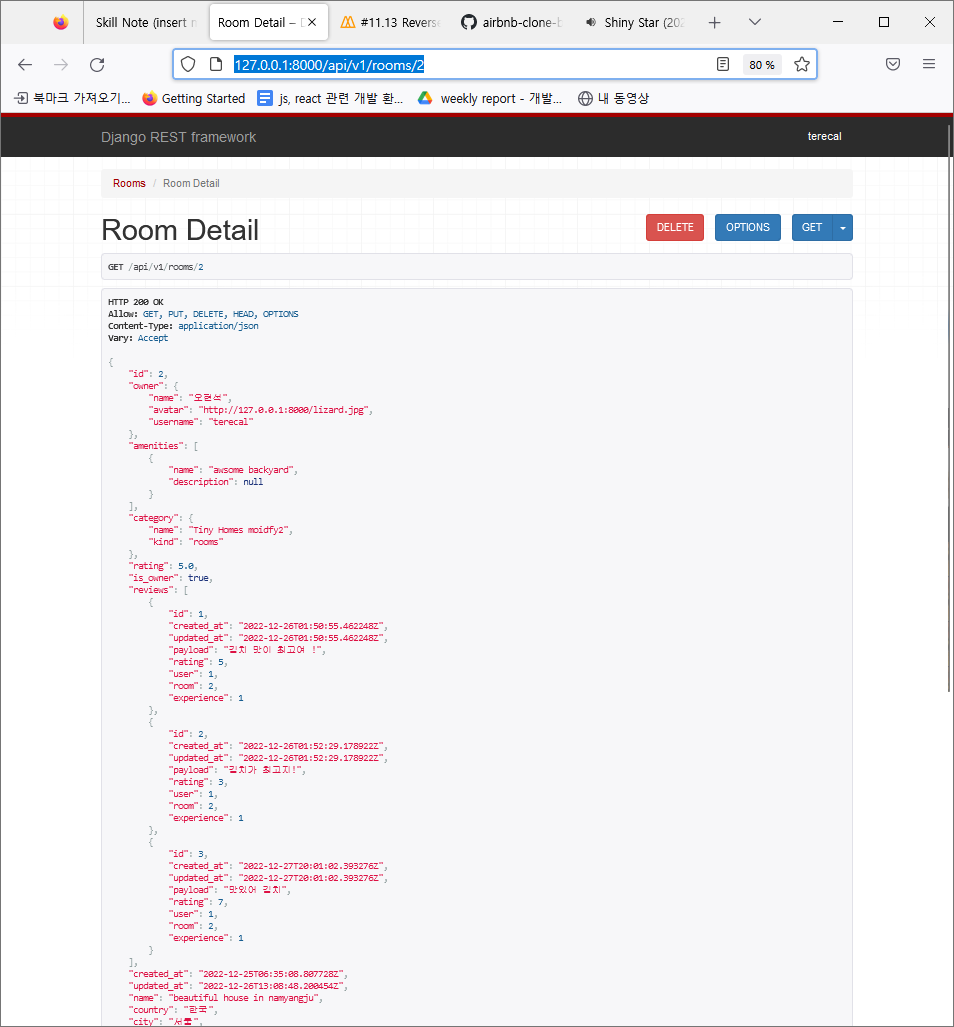 Skill Note (insert n
Room Detail – D
#11.13 Revers
airbnb-clone-b
Shiny Star (202
127.0.0.1:8000/api/v1/rooms/2
80 %
북마크 가져오기...
Getting Started
js, react 관련 개발 환...
weekly report - 개발...
내 동영상
Django REST framework
terecal
Rooms / Room Detail
Room Detail
DELETE
OPTIONS
GET
GET /api/v1/rooms/2
HTTP 200 OK
Allow: GET, PUT, DELETE, HEAD, OPTIONS
Content-Type: application/json
Vary: Accept
{
"id": 2,
"owner": {
"name": "오현석",
"avatar": "http://127.0.0.1:8000/lizard.jpg",
"username": "terecal"
},
"amenities": [
{
"name": "awsome backyard",
"description": null
}
],
"category": {
"name": "Tiny Homes moidfy2",
"kind": "rooms"
},
"rating": 5.0,
"is_owner": true,
"reviews": [
{
"id": 1,
"created_at": "2022-12-26T01:50:55.462248Z",
"updated_at": "2022-12-26T01:50:55.462248Z",
"payload": "김치 맛이 최고여 !",
"rating": 5,
"user": 1,
"room": 2,
"experience": 1
},
{
"id": 2,
"created_at": "2022-12-26T01:52:29.178922Z",
"updated_at": "2022-12-26T01:52:29.178922Z",
"payload": "김치가 최고지!",
"rating": 3,
"user": 1,
"room": 2,
"experience": 1
},
{
"id": 3,
"created_at": "2022-12-27T20:01:02.393276Z",
"updated_at": "2022-12-27T20:01:02.393276Z",
"payload": "맛있어 김치",
"rating": 7,
"user": 1,
"room": 2,
"experience": 1
}
],
"created_at": "2022-12-25T06:35:08.807728Z",
"updated_at": "2022-12-26T13:08:48.200454Z",
"name": "beautiful house in namyangju",
"country": "한국",
"city": "서울",